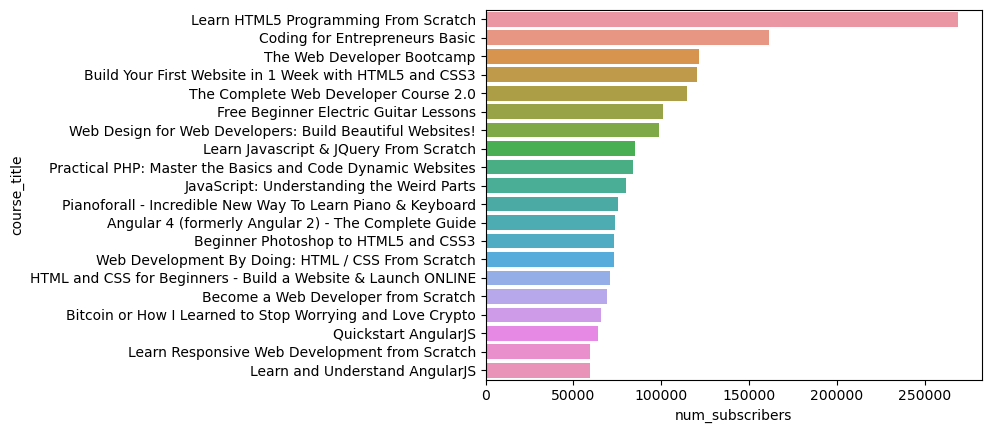 Learn HTML5 Programming From Scratch
Coding for Entrepreneurs Basic
The Web Developer Bootcamp
Build Your First Website in 1 Week with HTML5 and CSS3
The Complete Web Developer Course 2.0
Free Beginner Electric Guitar Lessons
Web Design for Web Developers: Build Beautiful Websites!
Learn Javascript & JQuery From Scratch
Practical PHP: Master the Basics and Code Dynamic Websites
JavaScript: Understanding the Weird Parts
Pianoforall - Incredible New Way To Learn Piano & Keyboard
Angular 4 (formerly Angular 2) - The Complete Guide
Beginner Photoshop to HTML5 and CSS3
Web Development By Doing: HTML / CSS From Scratch
HTML and CSS for Beginners - Build a Website & Launch ONLINE
Become a Web Developer from Scratch
Bitcoin or How I Learned to Stop Worrying and Love Crypto
Quickstart AngularJS
Learn Responsive Web Development from Scratch
Learn and Understand AngularJS
course_title
0 50000 100000 150000 200000 250000
num_subscribers